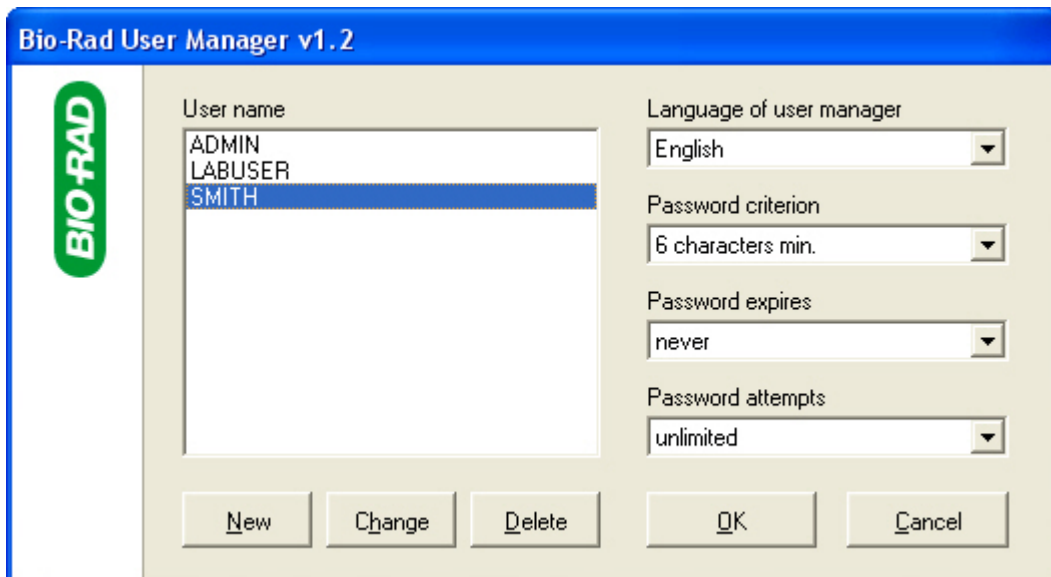 Bio-Rad User Manager v1.2
BIO-RAD
User name
ADMIN
LABUSER
SMITH
Language of user manager
English
Password criterion
6 characters min.
Password expires
never
Password attempts
unlimited
New
Change
Delete
OK
Cancel